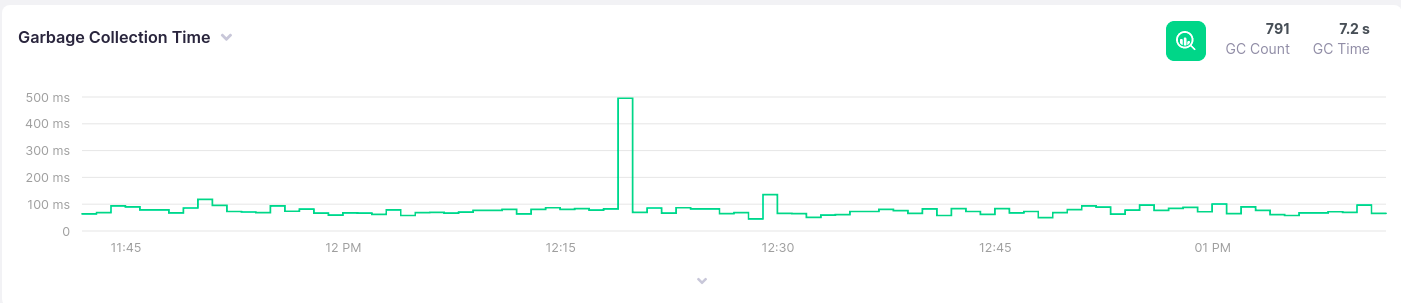 Garbage Collection Time
791 7.2 s
GC Count GC Time
500 ms
400 ms
300 ms
200 ms
100 ms
0
11:45 12 PM 12:15 12:30 12:45 01 PM